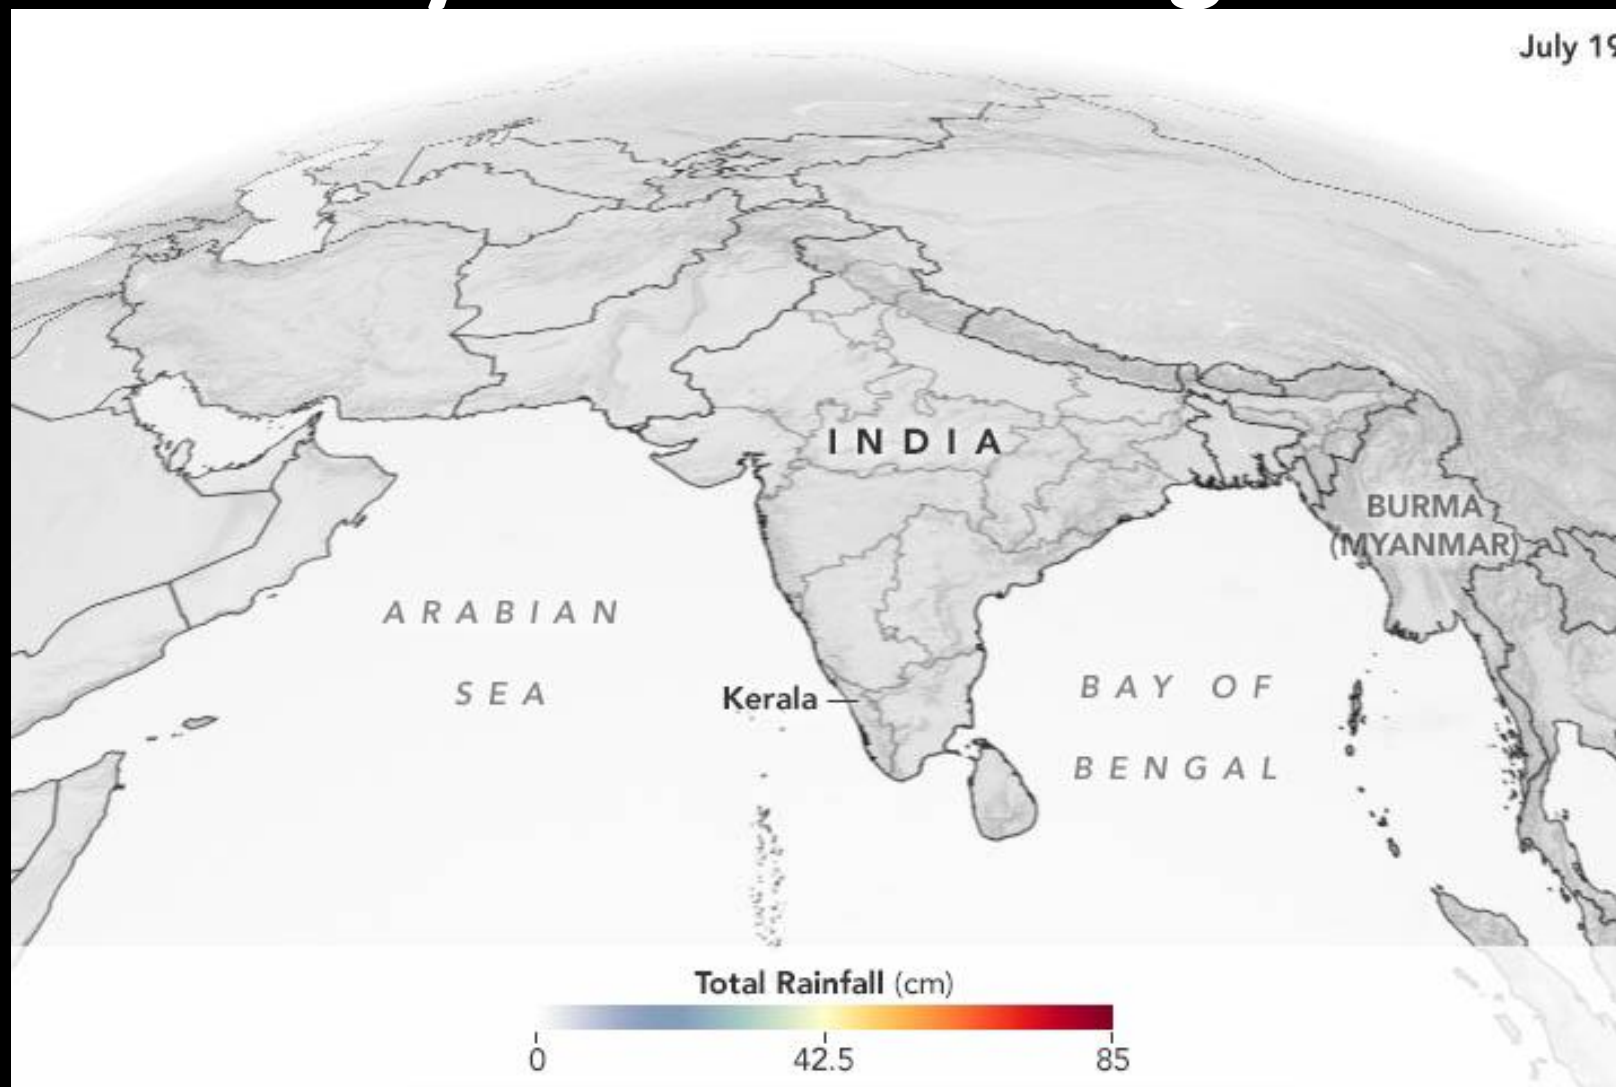 July 19
INDIA
BURMA
(MYANMAR)
ARABIAN
SEA
Kerala
BAY OF
BENGAL
Total Rainfall (cm)
0 42.5 85